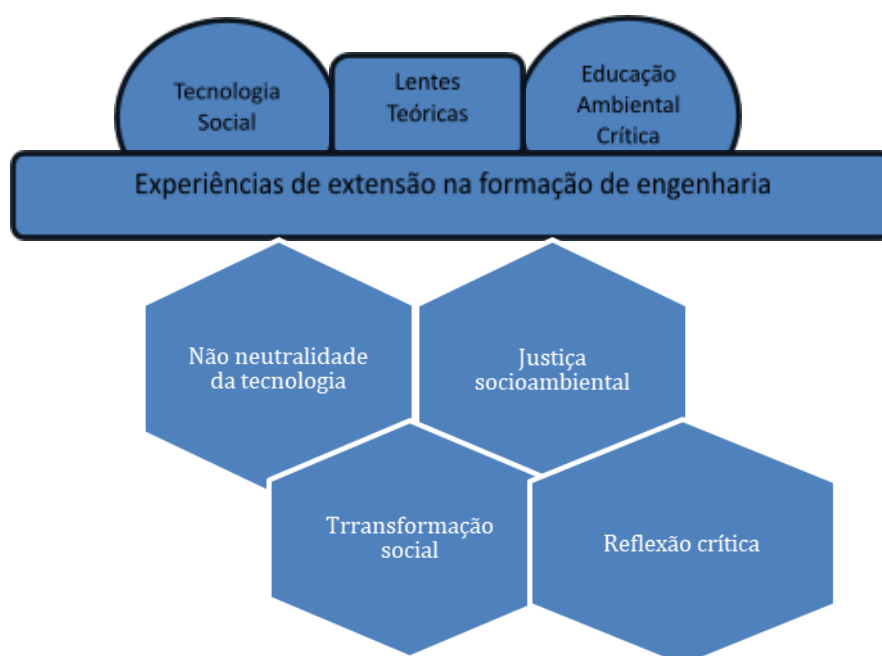 Tecnologia
Social
Lentes
Teóricas
Educação
Ambiental
Crítica
Experiências de extensão na formação de engenharia
Não neutralidade
da tecnologia
Justiça
socioambiental
Trransformação
social
Reflexão crítica